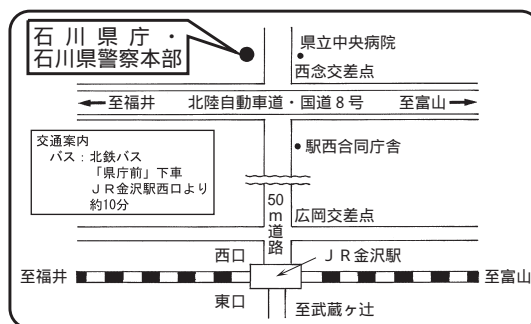 石川県庁・
石川県警察本部
県立中央病院
西念交差点
至福井
北陸自動車道・国道８号
至富山
交通案内
バス：北鉄バス
「県庁前」下車
ＪＲ金沢駅西口より
約10分
駅西合同庁舎
50m道路
広岡交差点
西口
ＪＲ金沢駅
至福井
至富山
東口
至武蔵ヶ辻